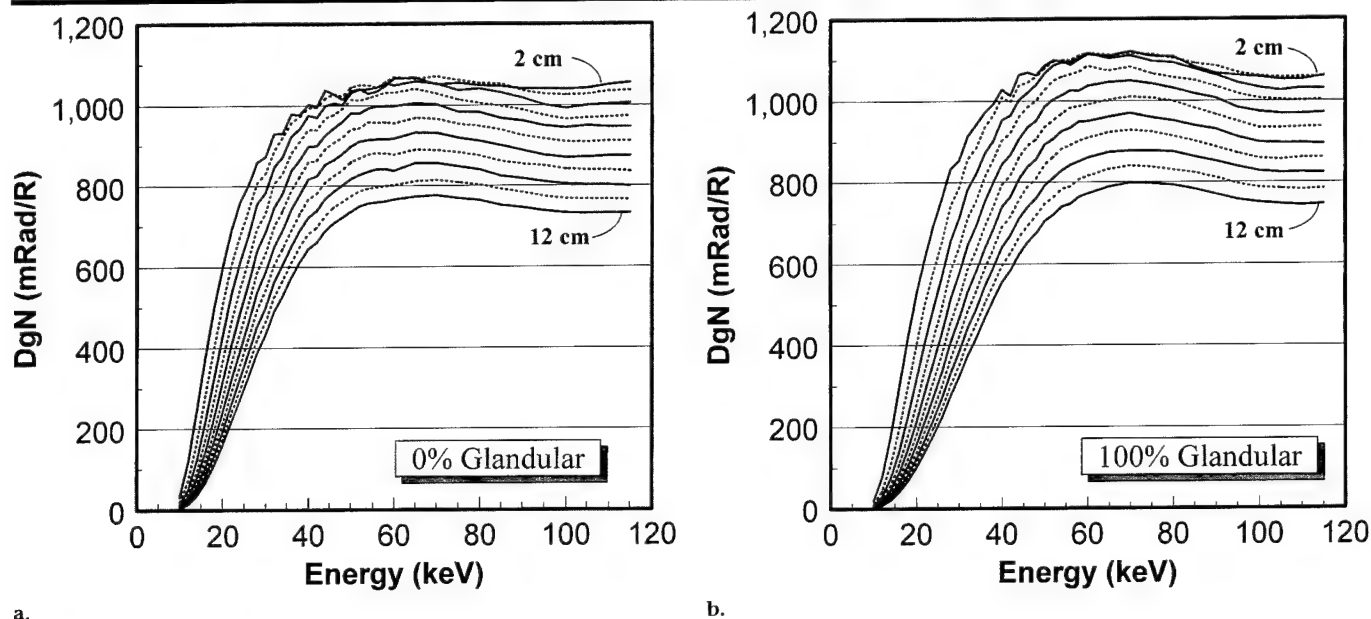 1,200
1,000
800
600
400
200
0
DgN (mRad/R)
2 cm
12 cm
0% Glandular
0 20 40 60 80 100 120
Energy (keV)
a.
1,200
1,000
800
600
400
200
0
DgN (mRad/R)
2 cm
12 cm
100% Glandular
0 20 40 60 80 100 120
Energy (keV)
b.